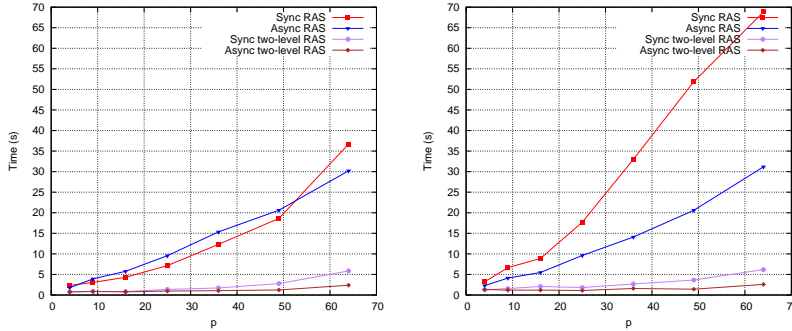 70
65
60
55
50
45
40
35
30
25
20
15
10
5
0
Time (s)
0 10 20 30 40 50 60 70
p
Sync RAS
Async RAS
Sync two-level RAS
Async two-level RAS
70
65
60
55
50
45
40
35
30
25
20
15
10
5
0
Time (s)
0 10 20 30 40 50 60 70
p
Sync RAS
Async RAS
Sync two-level RAS
Async two-level RAS